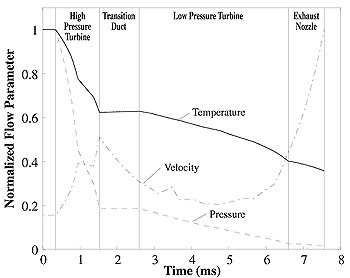 High Pressure Turbine
Transition Duct
Low Pressure Turbine
Exhaust Nozzle
1
0.8
0.6
0.4
0.2
0
Normalized Flow Parameter
Temperature
Velocity
Pressure
0 1 2 3 4 5 6 7 8
Time (ms)